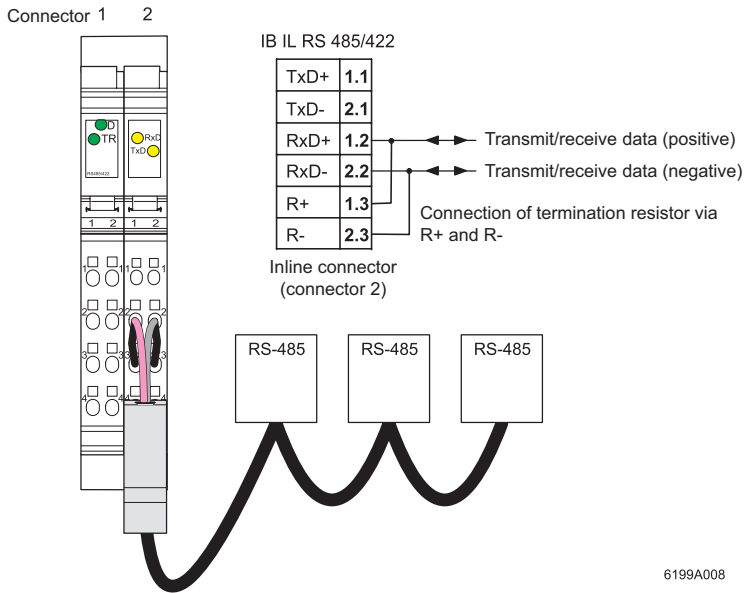 Connector 1 2
IB IL RS 485/422
TxD+ 1.1
TxD- 2.1
RxD+ 1.2 Transmit/receive data (positive)
RxD- 2.2 Transmit/receive data (negative)
R+ 1.3
R- 2.3
Connection of termination resistor via
R+ and R-
Inline connector
(connector 2)
D
TR
RxD
TxD
RS485/422
1 2 1 2
1 1 1 1
2 2 2 2
3 3 3 3
4 4 4 4
RS-485 RS-485 RS-485
6199A008